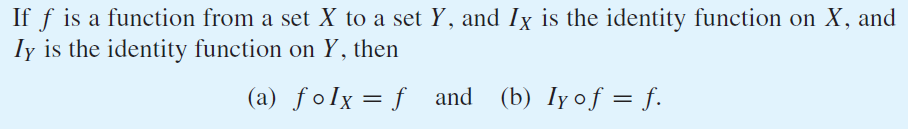 If f is a function from a set X to a set Y, and I_X is the identity function on X, and
I_Y is the identity function on Y, then
(a) f ∘ I_X = f and (b) I_Y ∘ f = f.